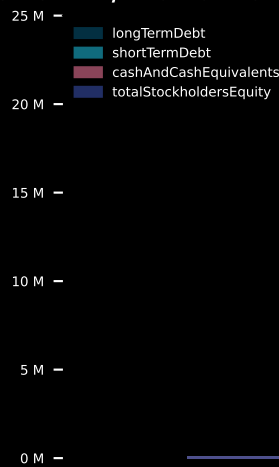 25 M
longTermDebt
shortTermDebt
cashAndCashEquivalents
20 M
totalStockholdersEquity
15 M
10 M
5 M
0 M